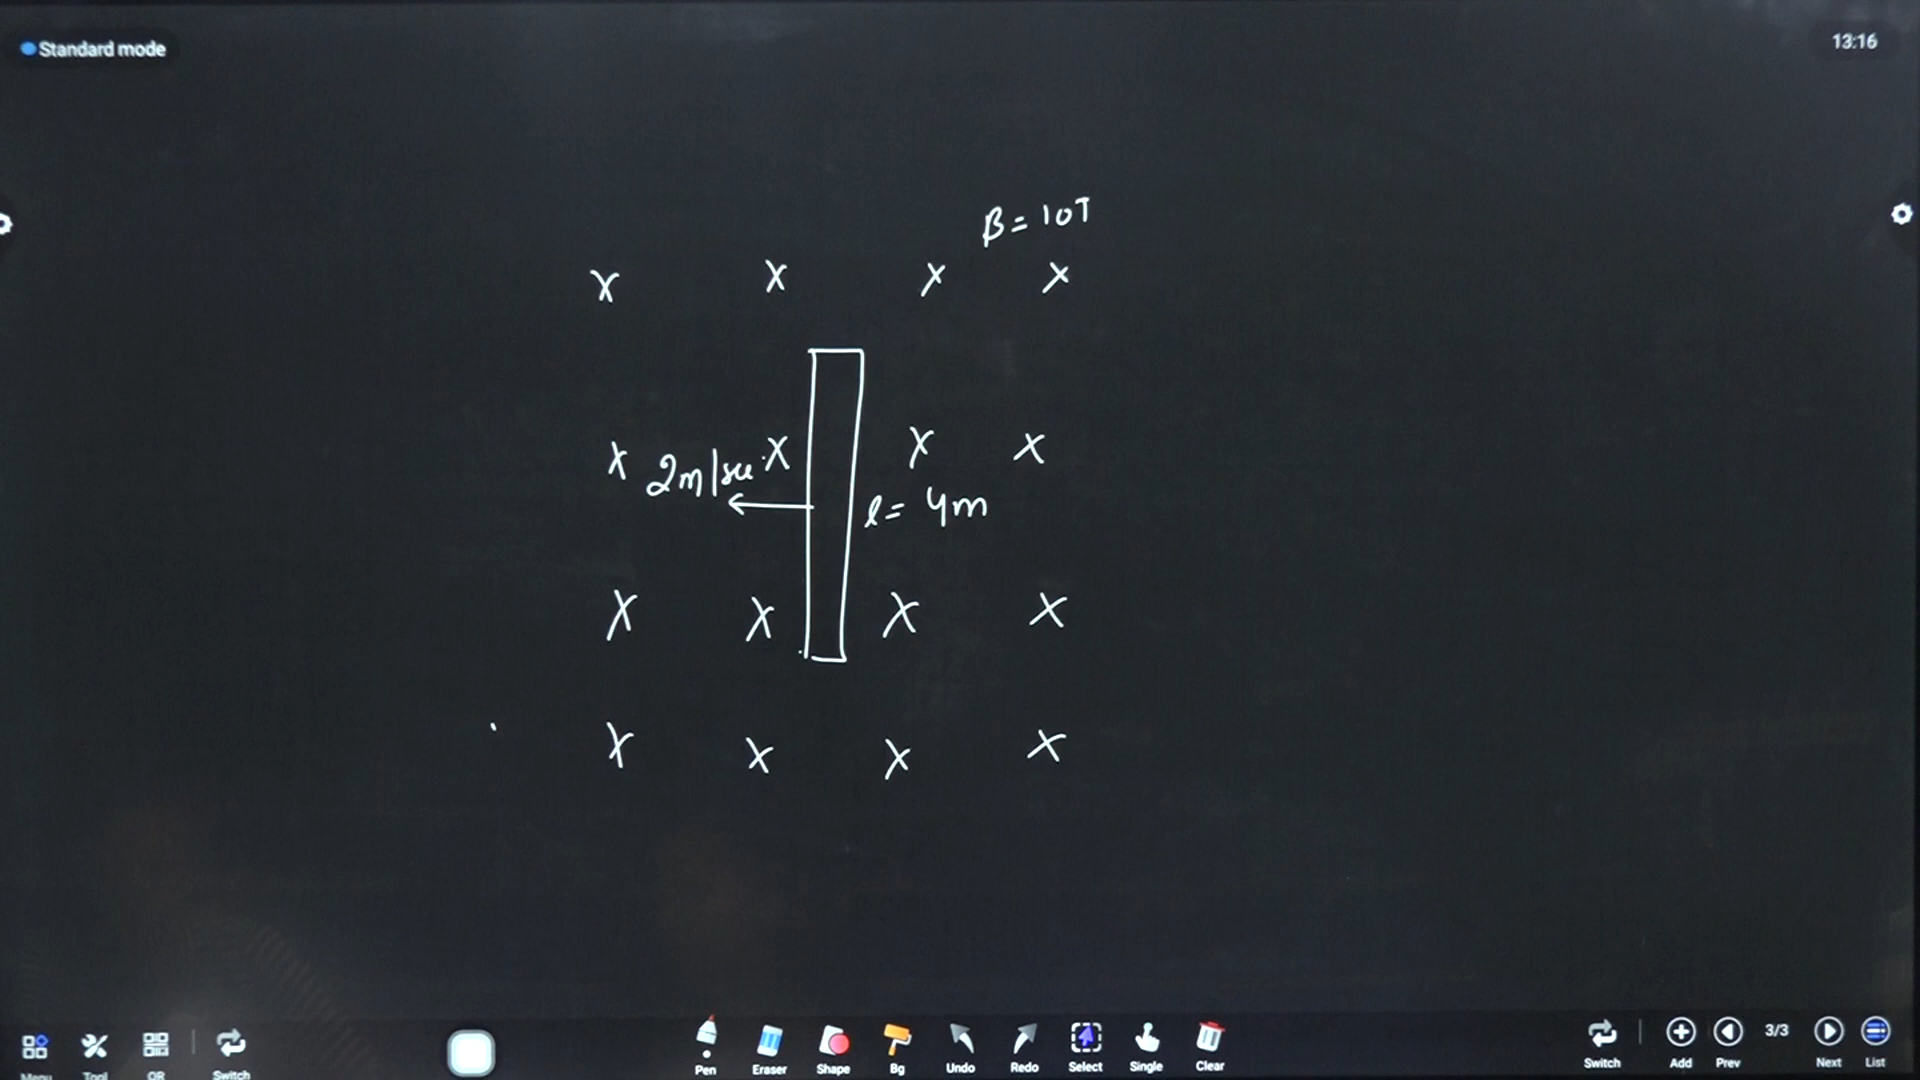 Standard mode
13:16
B = 10T
X X X X
X 2m/sec X X X
l = 4m
X X X X
X X X X
Menu Tool QR Switch Pen Eraser Shape Bg Undo Redo Select Single Clear Switch Add Prev 3/3 Next List